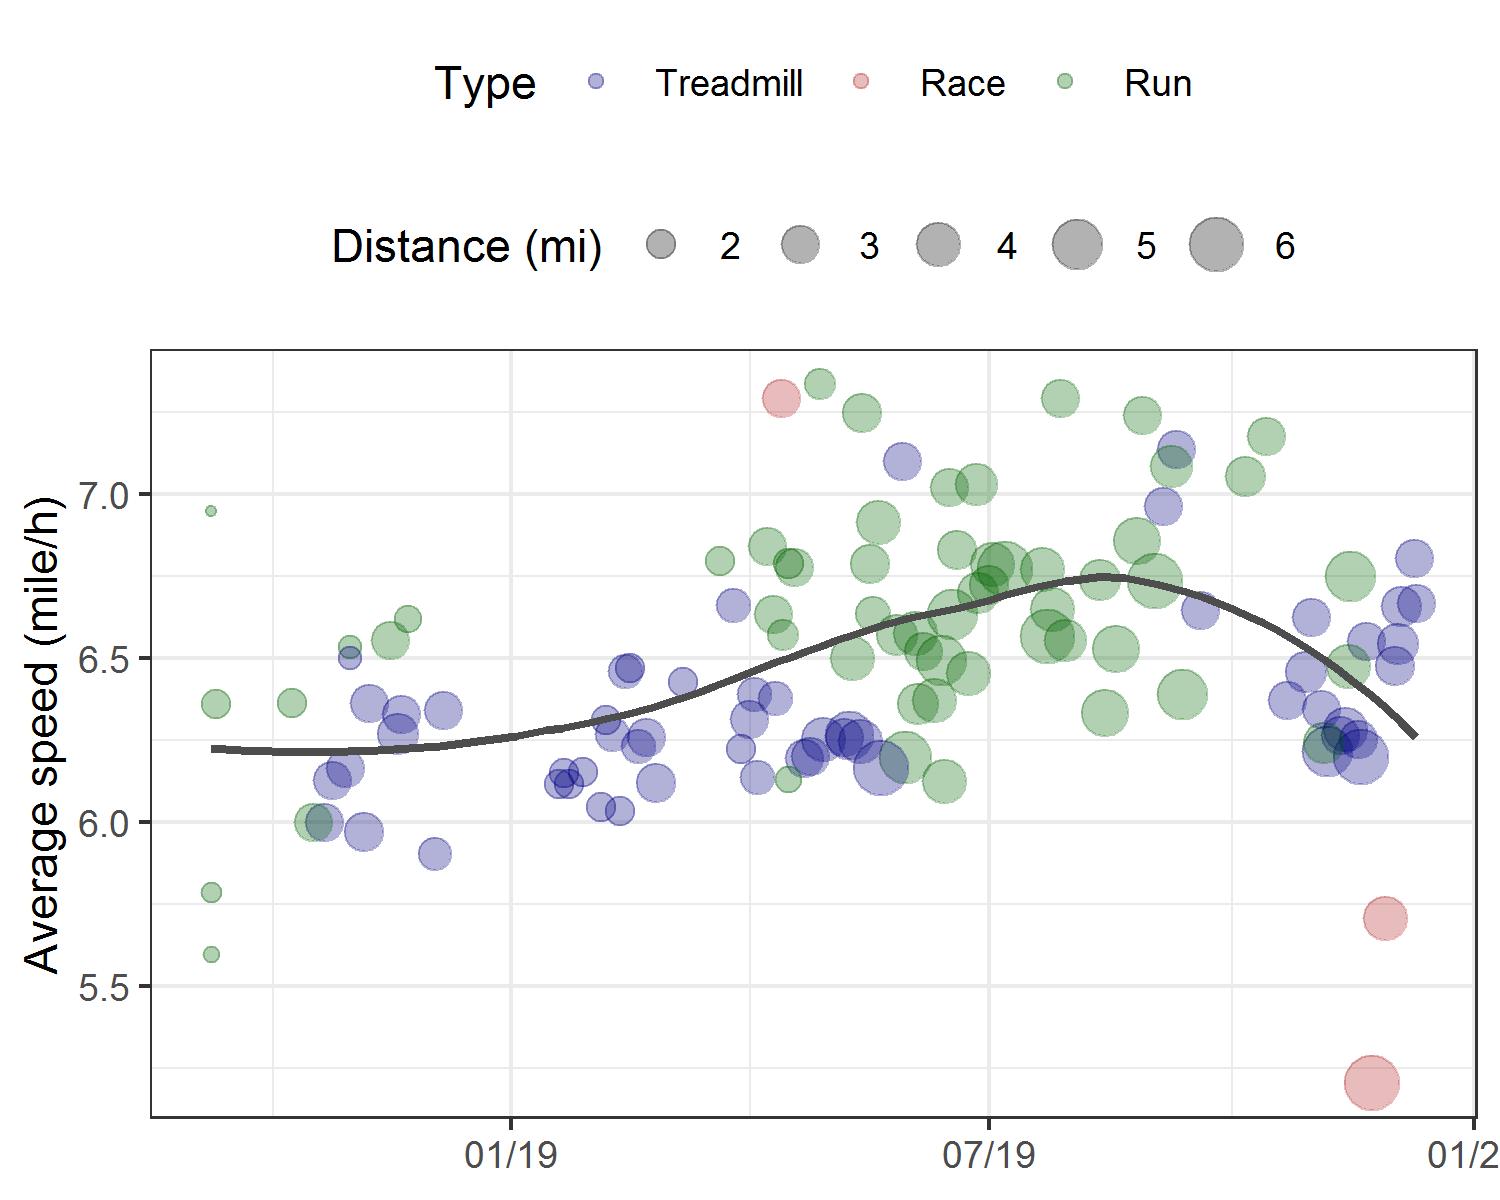 Type Treadmill Race Run
Distance (mi) 2 3 4 5 6
Average speed (mile/h)
7.0
6.5
6.0
5.5
01/19 07/19 01/2